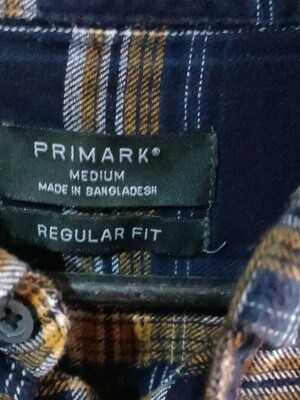 PRIMARK®
MEDIUM
MADE IN BANGLADESH
REGULAR FIT